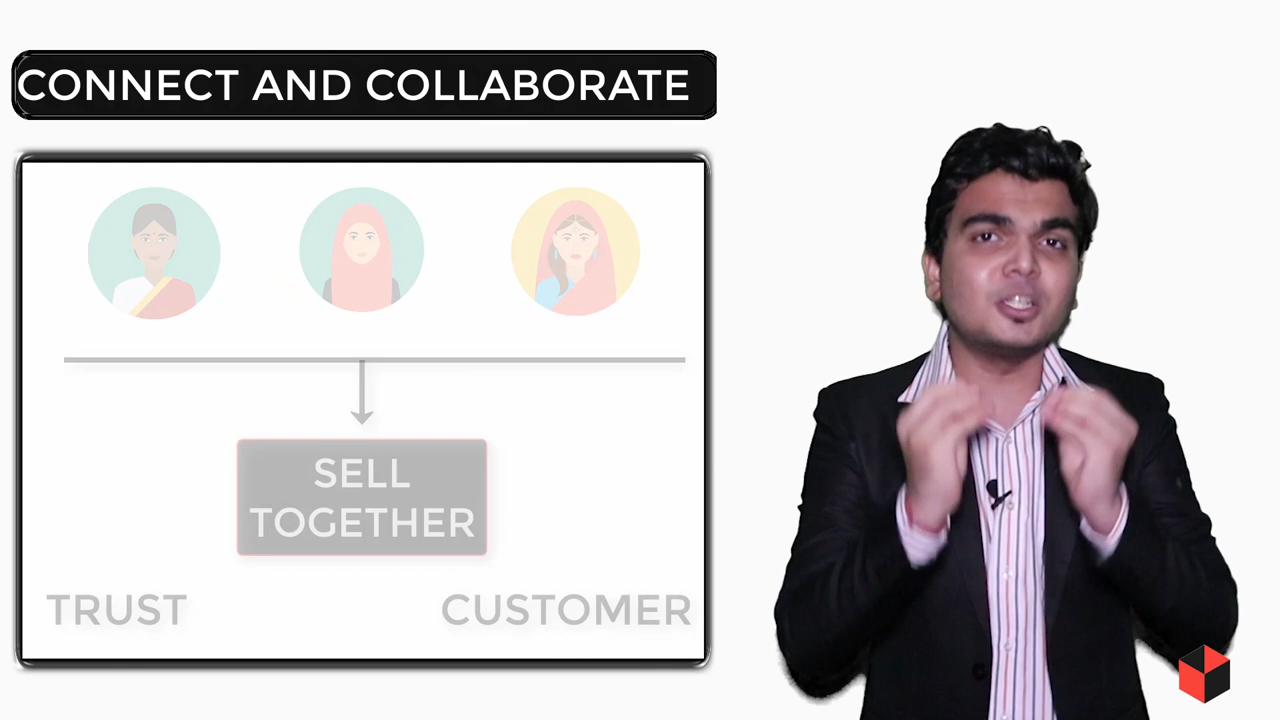 CONNECT AND COLLABORATE
SELL
TOGETHER
TRUST
CUSTOMER